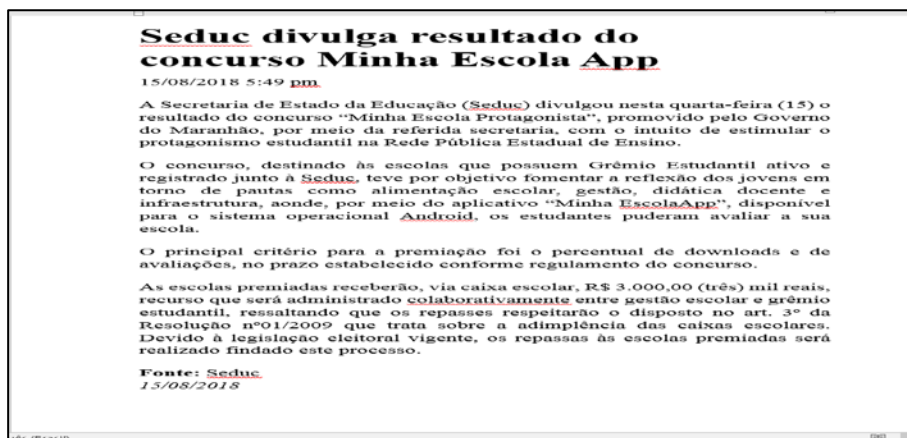 Seduc divulga resultado do
concurso Minha Escola App
15/08/2018 5:49 pm
A Secretaria de Estado da Educação (Seduc) divulgou nesta quarta-feira (15) o
resultado do concurso “Minha Escola Protagonista”, promovido pelo Governo
do Maranhão, por meio da referida secretaria, com o intuito de estimular o
protagonismo estudantil na Rede Pública Estadual de Ensino.
O concurso, destinado às escolas que possuem Grêmio Estudantil ativo e
registrado junto à Seduc, teve por objetivo fomentar a reflexão dos jovens em
torno de pautas como alimentação escolar, gestão, didática docente e
infraestrutura, aonde, por meio do aplicativo “Minha EscolaApp”, disponível
para o sistema operacional Android, os estudantes puderam avaliar a sua
escola.
O principal critério para a premiação foi o percentual de downloads e de
avaliações, no prazo estabelecido conforme regulamento do concurso.
As escolas premiadas receberão, via caixa escolar, R$ 3.000,00 (três) mil reais,
recurso que será administrado colaborativamente entre gestão escolar e grêmio
estudantil, ressaltando que os repasses respeitarão o disposto no art. 3º da
Resolução nº01/2009 que trata sobre a adimplência das caixas escolares.
Devido à legislação eleitoral vigente, os repassas às escolas premiadas será
realizado findado este processo.
Fonte: Seduc
15/08/2018